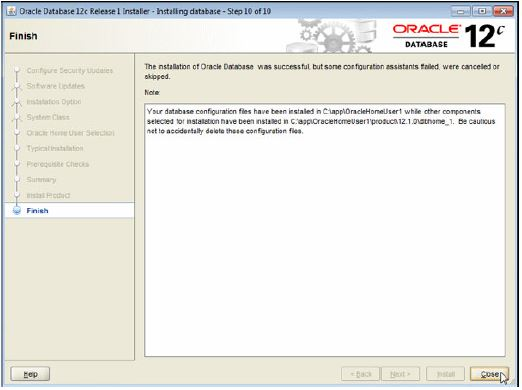 Oracle Database 12c Release 1 Installer - Installing database - Step 10 of 10
Finish
ORACLE
DATABASE
12c
Configure Security Updates
Software Updates
Installation Option
System Class
Oracle Home User Selection
Typical Installation
Prerequisite Checks
Summary
Install Product
Finish
The installation of Oracle Database was successful, but some configuration assistants failed, were cancelled or
skipped.
Note:
Your database configuration files have been installed in C:\app\OracleHomeUser1 while other components
selected for installation have been installed in C:\app\OracleHomeUser1\product\12.1.0\dbhome_1. Be cautious
not to accidentally delete these configuration files.
Help
< Back
Next >
Install
Close